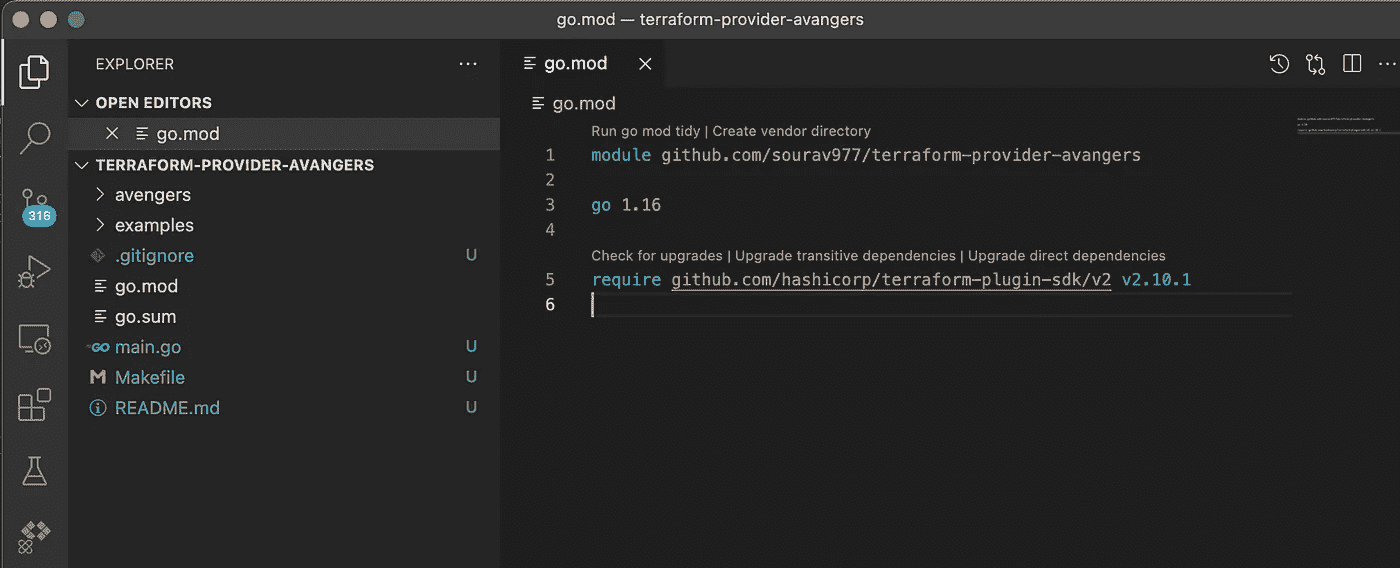 go.mod — terraform-provider-avangers
EXPLORER
OPEN EDITORS
go.mod
TERRAFORM-PROVIDER-AVANGERS
avengers
examples
.gitignore U
go.mod
go.sum
GO main.go U
M Makefile U
README.md U
316
go.mod
go.mod
Run go mod tidy | Create vendor directory
1 module github.com/sourav977/terraform-provider-avangers
2
3 go 1.16
4
Check for upgrades | Upgrade transitive dependencies | Upgrade direct dependencies
5 require github.com/hashicorp/terraform-plugin-sdk/v2 v2.10.1
6